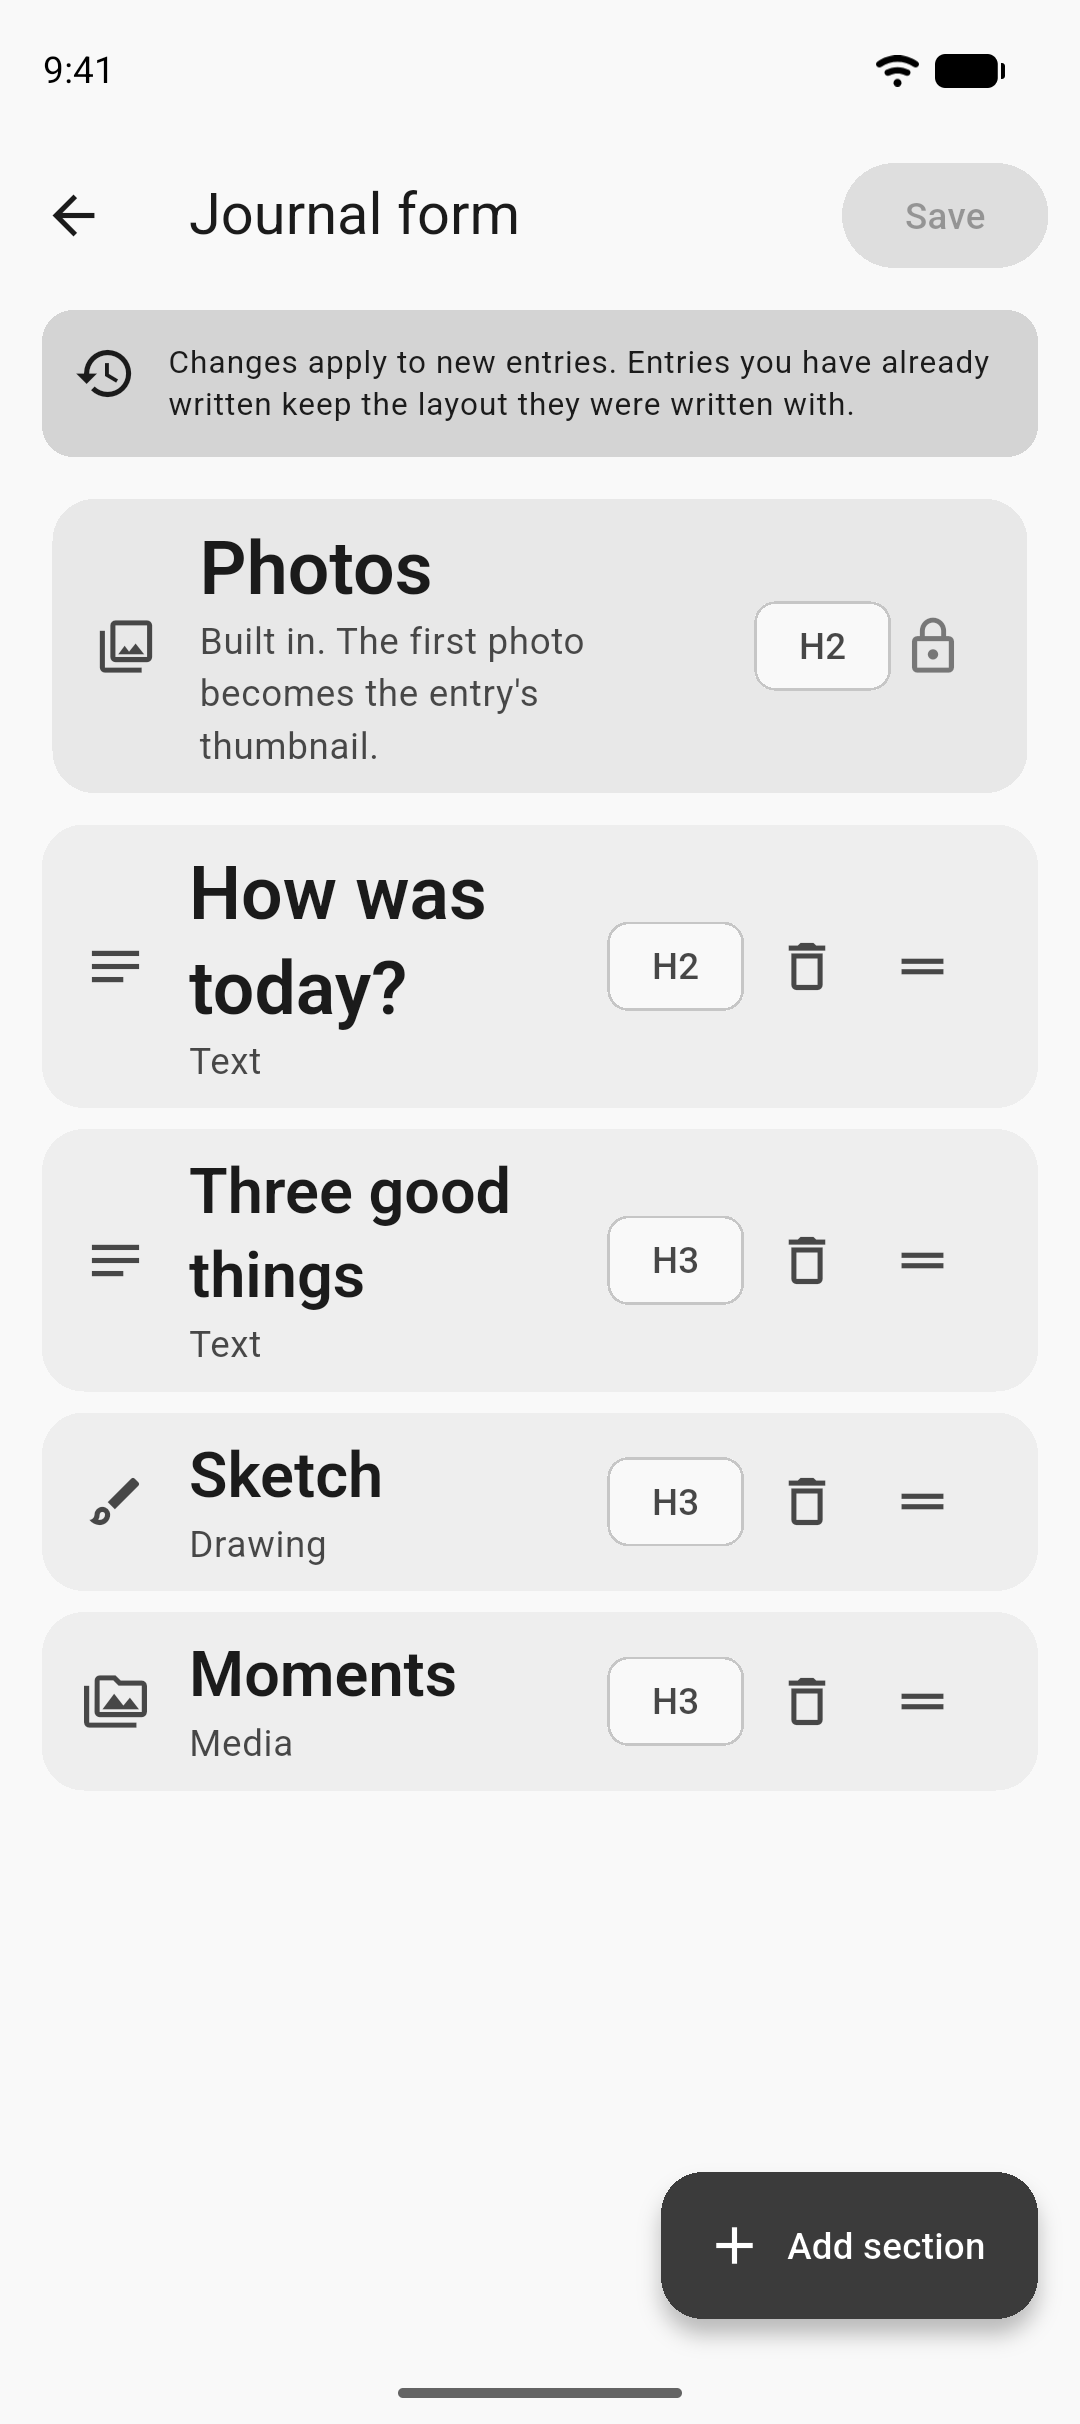 9:41
Journal form
Save
Changes apply to new entries. Entries you have already
written keep the layout they were written with.
Photos
Built in. The first photo
becomes the entry's
thumbnail.
H2
How was
today?
Text
H2
Three good
things
Text
H3
Sketch
Drawing
H3
Moments
Media
H3
Add section